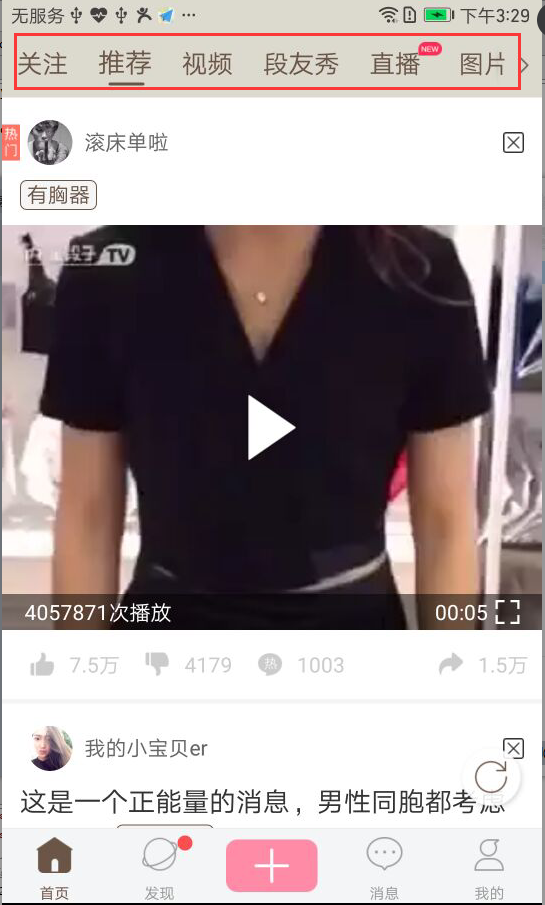 无服务 ... 下午3:29
关注 推荐 视频 段友秀 直播 NEW 图片
热门
滚床单啦
有胸器
段子TV
4057871次播放 00:05
7.5万 4179 热 1003 1.5万
我的小宝贝er
这是一个正能量的消息，男性同胞都考虑
首页 发现 消息 我的